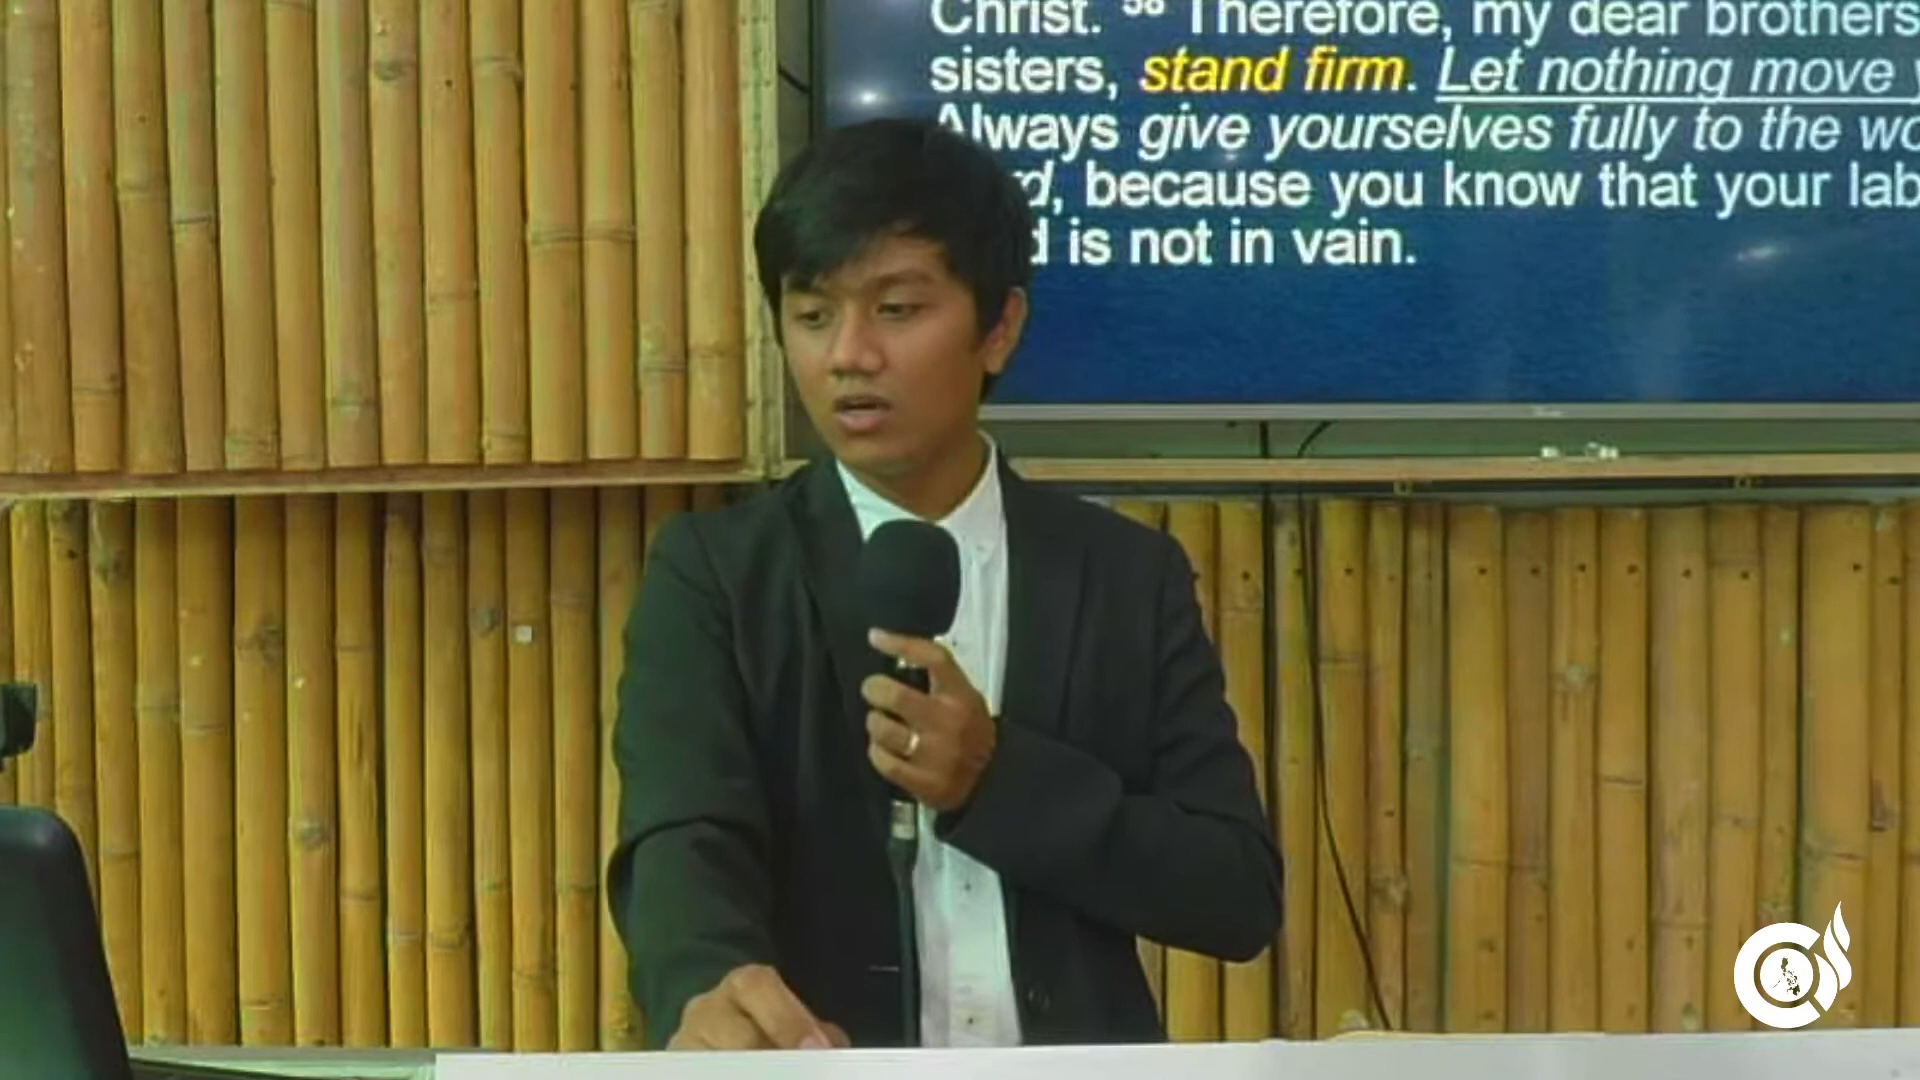 Christ. ⁵⁸ Therefore, my dear brothers
sisters, stand firm. Let nothing move
Always give yourselves fully to the
because you know that your
is not in vain.